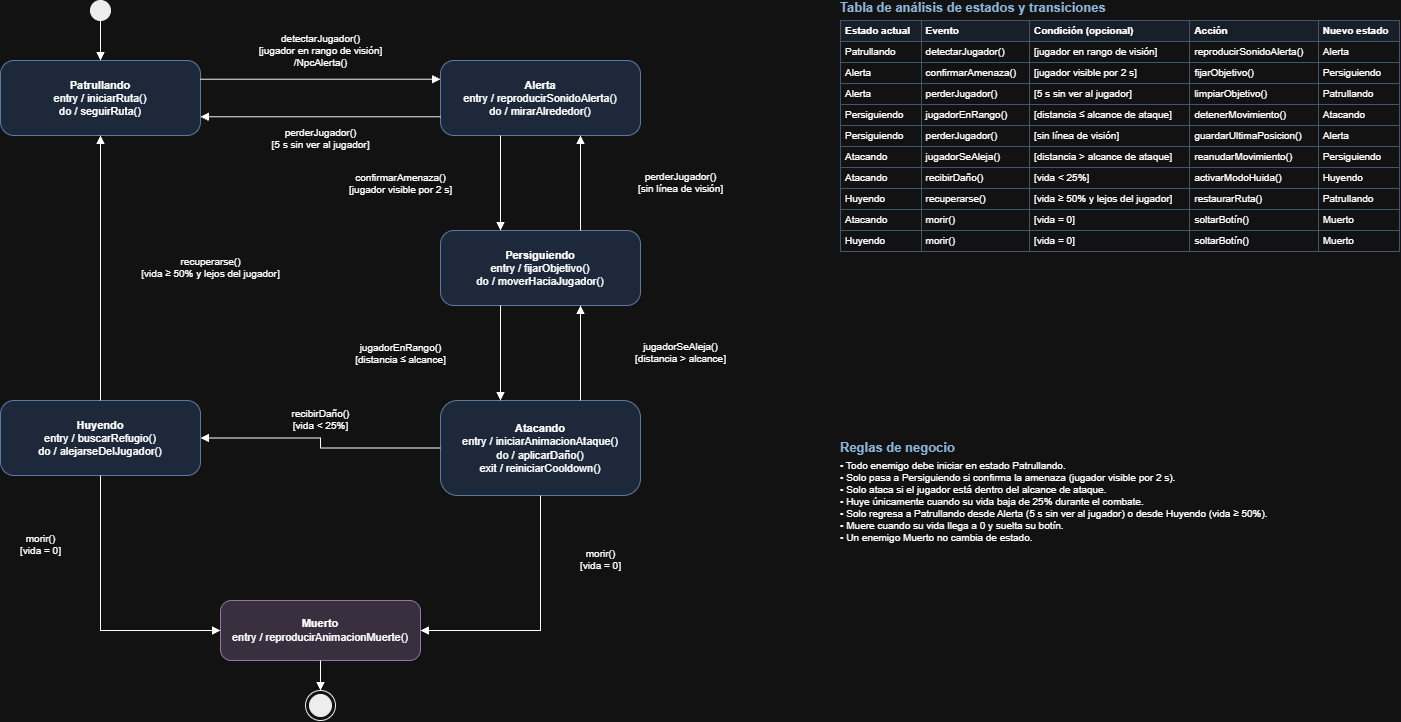 detectarJugador()
[jugador en rango de visión]
/NpcAlerta()
Patrullando
entry / iniciarRuta()
do / seguirRuta()
Alerta
entry / reproducirSonidoAlerta()
do / mirarAlrededor()
perderJugador()
[5 s sin ver al jugador]
confirmarAmenaza()
[jugador visible por 2 s]
perderJugador()
[sin línea de visión]
Persiguiendo
entry / fijarObjetivo()
do / moverHaciaJugador()
recuperarse()
[vida ≥ 50% y lejos del jugador]
jugadorEnRango()
[distancia ≤ alcance]
jugadorSeAleja()
[distancia > alcance]
Huyendo
entry / buscarRefugio()
do / alejarseDelJugador()
recibirDaño()
[vida < 25%]
Atacando
entry / iniciarAnimacionAtaque()
do / aplicarDaño()
exit / reiniciarCooldown()
morir()
[vida = 0]
morir()
[vida = 0]
Muerto
entry / reproducirAnimacionMuerte()
Tabla de análisis de estados y transiciones
Estado actual Evento Condición (opcional) Acción Nuevo estado
Patrullando detectarJugador() [jugador en rango de visión] reproducirSonidoAlerta() Alerta
Alerta confirmarAmenaza() [jugador visible por 2 s] fijarObjetivo() Persiguiendo
Alerta perderJugador() [5 s sin ver al jugador] limpiarObjetivo() Patrullando
Persiguiendo jugadorEnRango() [distancia ≤ alcance de ataque] detenerMovimiento() Atacando
Persiguiendo perderJugador() [sin línea de visión] guardarUltimaPosicion() Alerta
Atacando jugadorSeAleja() [distancia > alcance de ataque] reanudarMovimiento() Persiguiendo
Atacando recibirDaño() [vida < 25%] activarModoHuida() Huyendo
Huyendo recuperarse() [vida ≥ 50% y lejos del jugador] restaurarRuta() Patrullando
Atacando morir() [vida = 0] soltarBotín() Muerto
Huyendo morir() [vida = 0] soltarBotín() Muerto
Reglas de negocio
• Todo enemigo debe iniciar en estado Patrullando.
• Solo pasa a Persiguiendo si confirma la amenaza (jugador visible por 2 s).
• Solo ataca si el jugador está dentro del alcance de ataque.
• Huye únicamente cuando su vida baja de 25% durante el combate.
• Solo regresa a Patrullando desde Alerta (5 s sin ver al jugador) o desde Huyendo (vida ≥ 50%).
• Muere cuando su vida llega a 0 y suelta su botín.
• Un enemigo Muerto no cambia de estado.